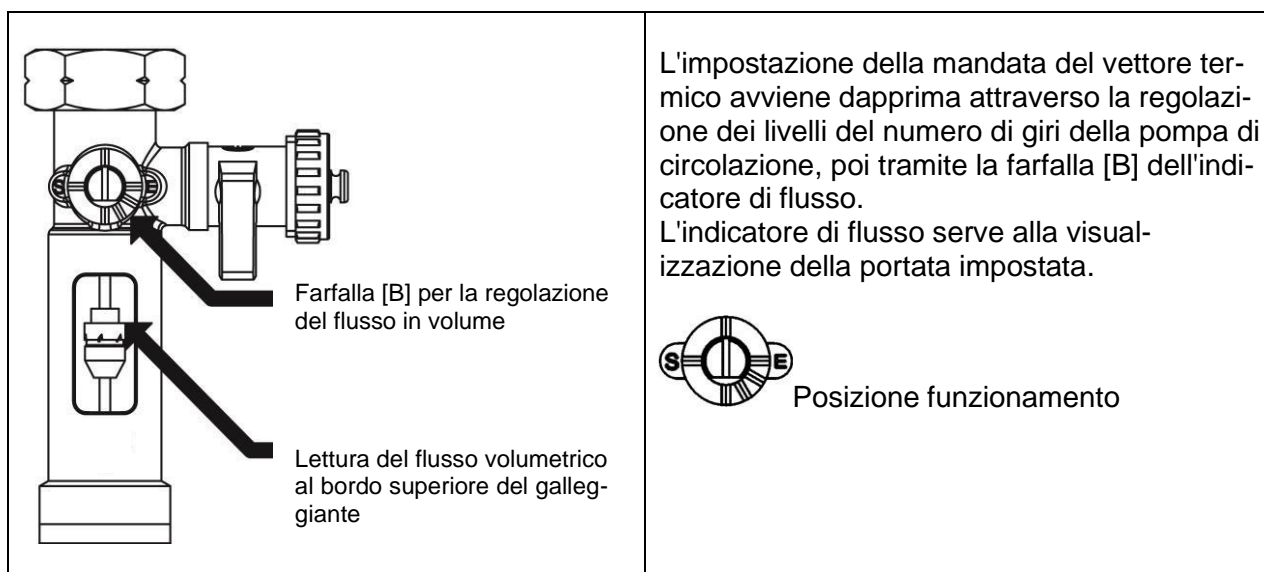 S E
Farfalla [B] per la regolazione
del flusso in volume
Lettura del flusso volumetrico
al bordo superiore del galleg-
giante
L'impostazione della mandata del vettore ter-
mico avviene dapprima attraverso la regolazi-
one dei livelli del numero di giri della pompa di
circolazione, poi tramite la farfalla [B] dell'indi-
catore di flusso.
L'indicatore di flusso serve alla visual-
izzazione della portata impostata.
S E
Posizione funzionamento